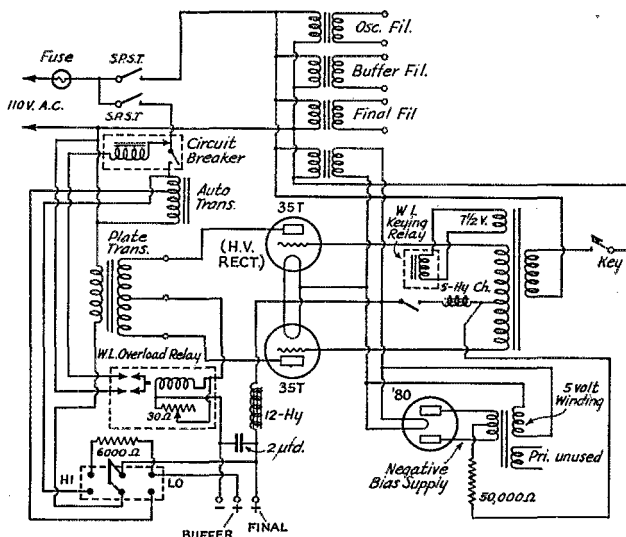 Osc. Fil.
Buffer Fil.
Final Fil
Fuse
S.P.S.T.
S.P.S.T
110V. A.C.
Circuit
Breaker
Auto
Trans.
Plate
Trans.
35T
(H.V.
RECT)
35T
W.L.
Keying
Relay
7½ V.
5-Hy Ch.
Key
W.L. Overload Relay
30Ω
12-Hy
2 μfd.
6000 Ω
HI
LO
- + +
BUFFER
FINAL
'80
5 volt
Winding
Pri. unused
Negative
Bias Supply
50,000Ω